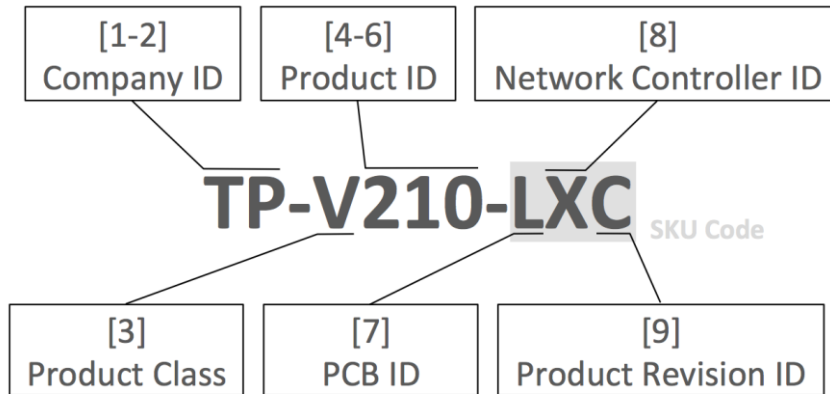 [1-2]
Company ID
[4-6]
Product ID
[8]
Network Controller ID
TP-V210-LXC
SKU Code
[3]
Product Class
[7]
PCB ID
[9]
Product Revision ID